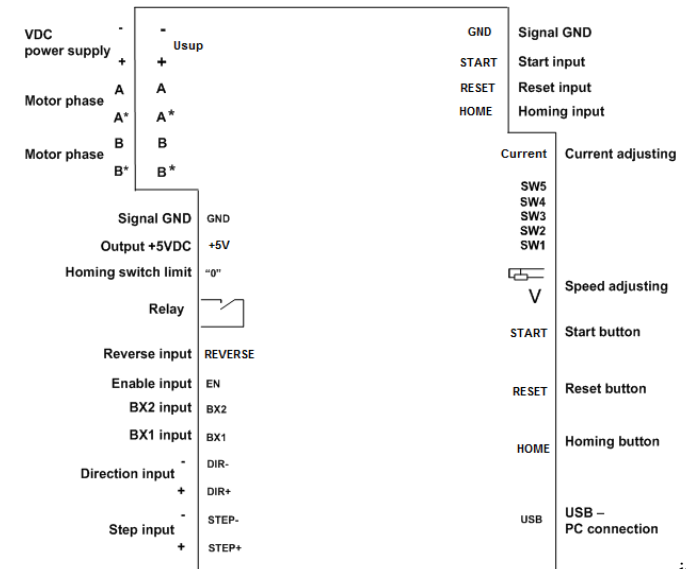 VDC
power supply
-
+
-
Usup
+
Motor phase
A
A*
A
A*
Motor phase
B
B*
B
B*
Signal GND
GND
Output +5VDC
+5V
Homing switch limit
"0"
Relay
Reverse input
REVERSE
Enable input
EN
BX2 input
BX2
BX1 input
BX1
Direction input
-
DIR-
+
DIR+
Step input
-
STEP-
+
STEP+
GND
Signal GND
START
Start input
RESET
Reset input
HOME
Homing input
Current
Current adjusting
SW5
SW4
SW3
SW2
SW1
V
Speed adjusting
START
Start button
RESET
Reset button
HOME
Homing button
USB
USB –
PC connection